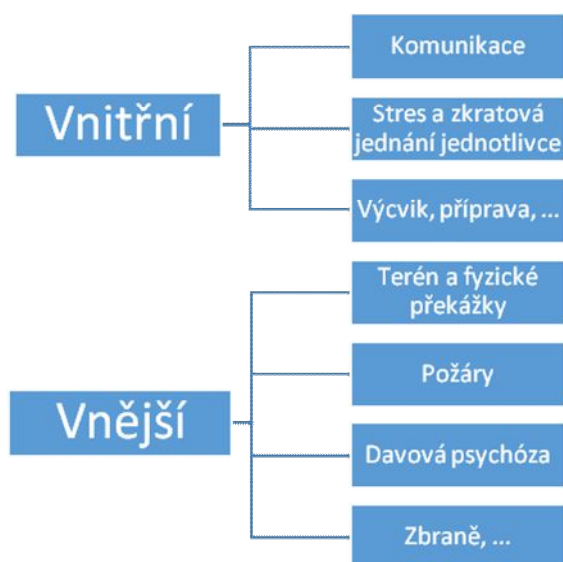 Vnitřní
Komunikace
Stres a zkratová
jednání jednotlivce
Výcvik, příprava, ...
Vnější
Terén a fyzické
překážky
Požáry
Davová psychóza
Zbraně, ...